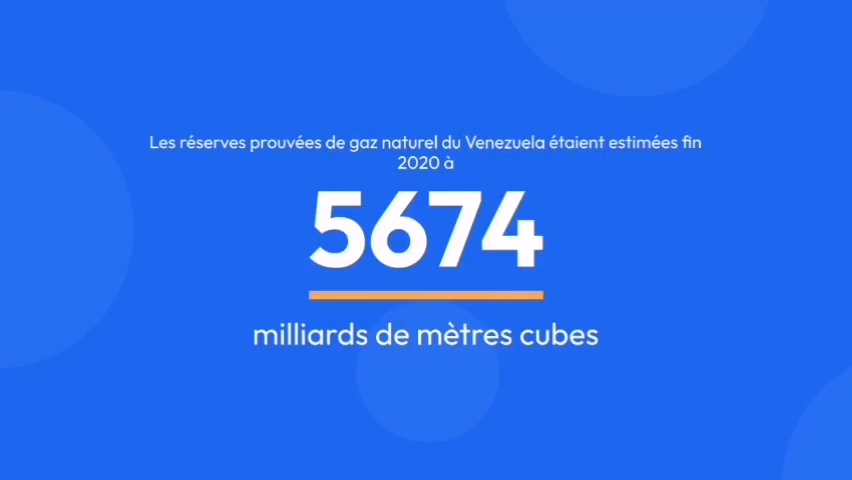 Les réserves prouvées de gaz naturel du Venezuela étaient estimées fin
2020 à
5674
milliards de mètres cubes